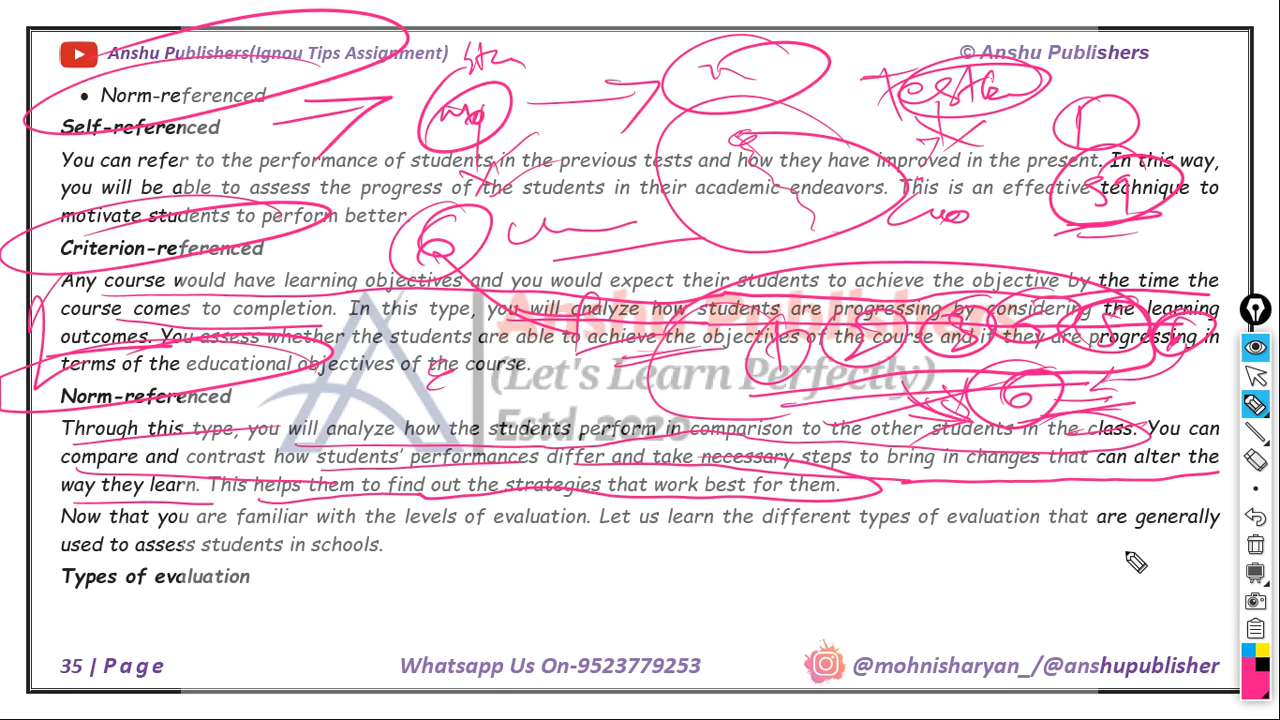 Anshu Publishers(Ignou Tips Assianment) © Anshu Publishers
• Norm-referenced
Self-referenced
You can refer to the performance of students in the previous tests and how they have improved in the present. In this way,
you will be able to assess the progress of the students in their academic endeavors. This is an effective technique to
motivate students to perform better.
Criterion-referenced
Any course would have learning objectives and you would expect their students to achieve the objective by the time the
course comes to completion. In this type, you will analyze how students are progressing by considering the learning
outcomes. You assess whether the students are able to achieve the objectives of the course and if they are progressing in
terms of the educational objectives of the course.
Norm-referenced
Through this type, you will analyze how the students perform in comparison to the other students in the class. You can
compare and contrast how students' performances differ and take necessary steps to bring in changes that can alter the
way they learn. This helps them to find out the strategies that work best for them.
Now that you are familiar with the levels of evaluation. Let us learn the different types of evaluation that are generally
used to assess students in schools.
Types of evaluation
Anshu Publishers
(Let's Learn Perfectly)
Estd. 2020
35 | Page Whatsapp Us On-9523779253 @mohnisharyan_/@anshupublisher